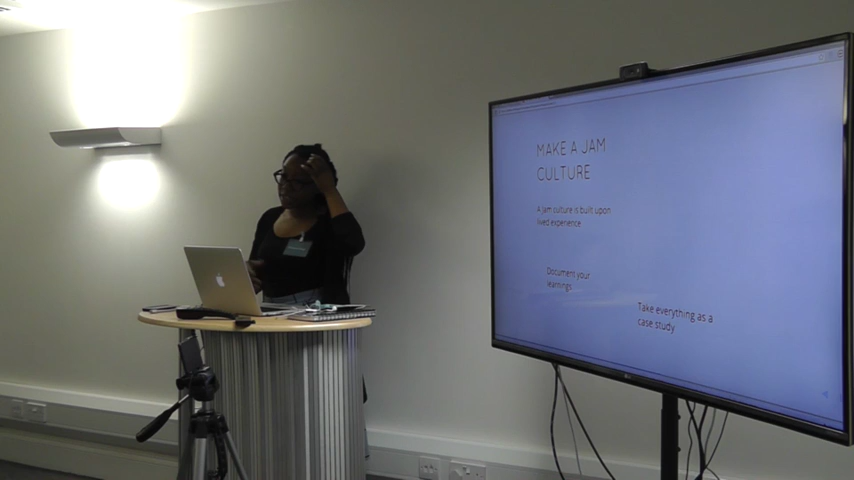 MAKE A JAM
CULTURE
A jam culture is built upon
lived experience
Document your
learnings
Take everything as a
case study